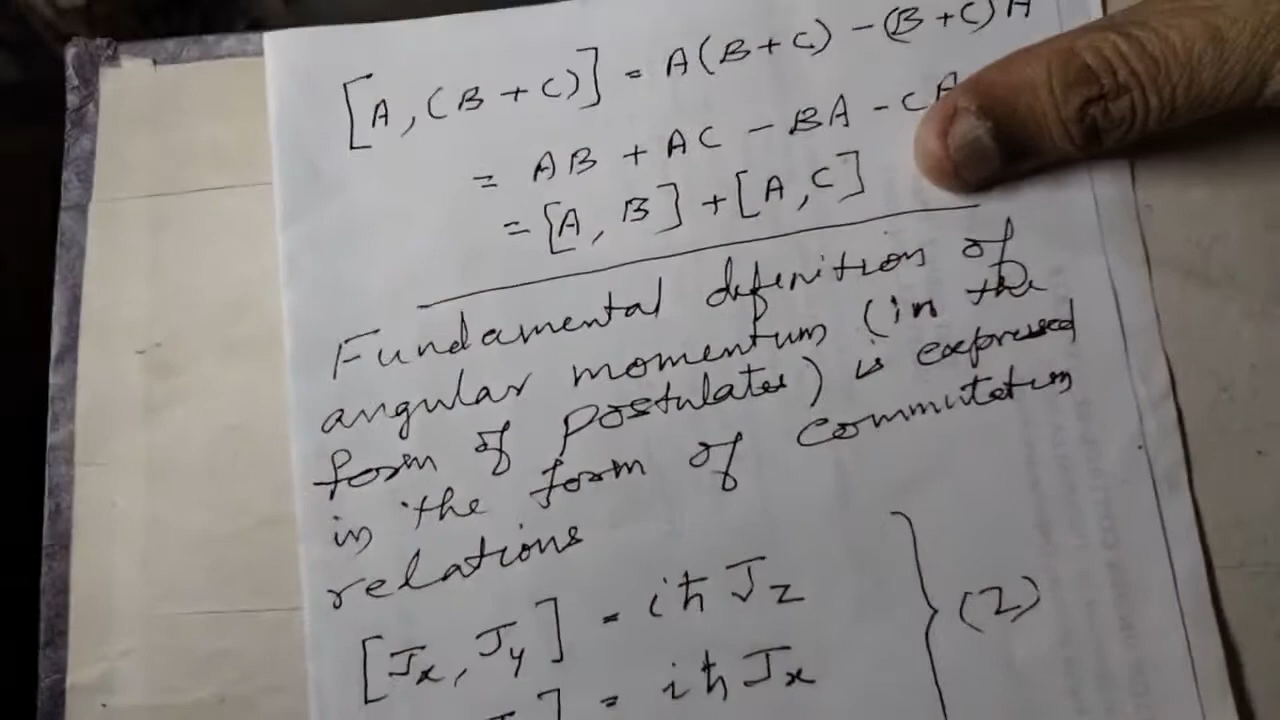 [A, (B + C)] = A(B+C) - (B+C)A
= AB + AC - BA - CA
= [A, B] + [A, C]
Fundamental definition of
angular momentum (in the
form of postulates) is expressed
in the form of commutation
relations
[Jx, Jy] = iħ Jz
] = iħ Jx
(2)